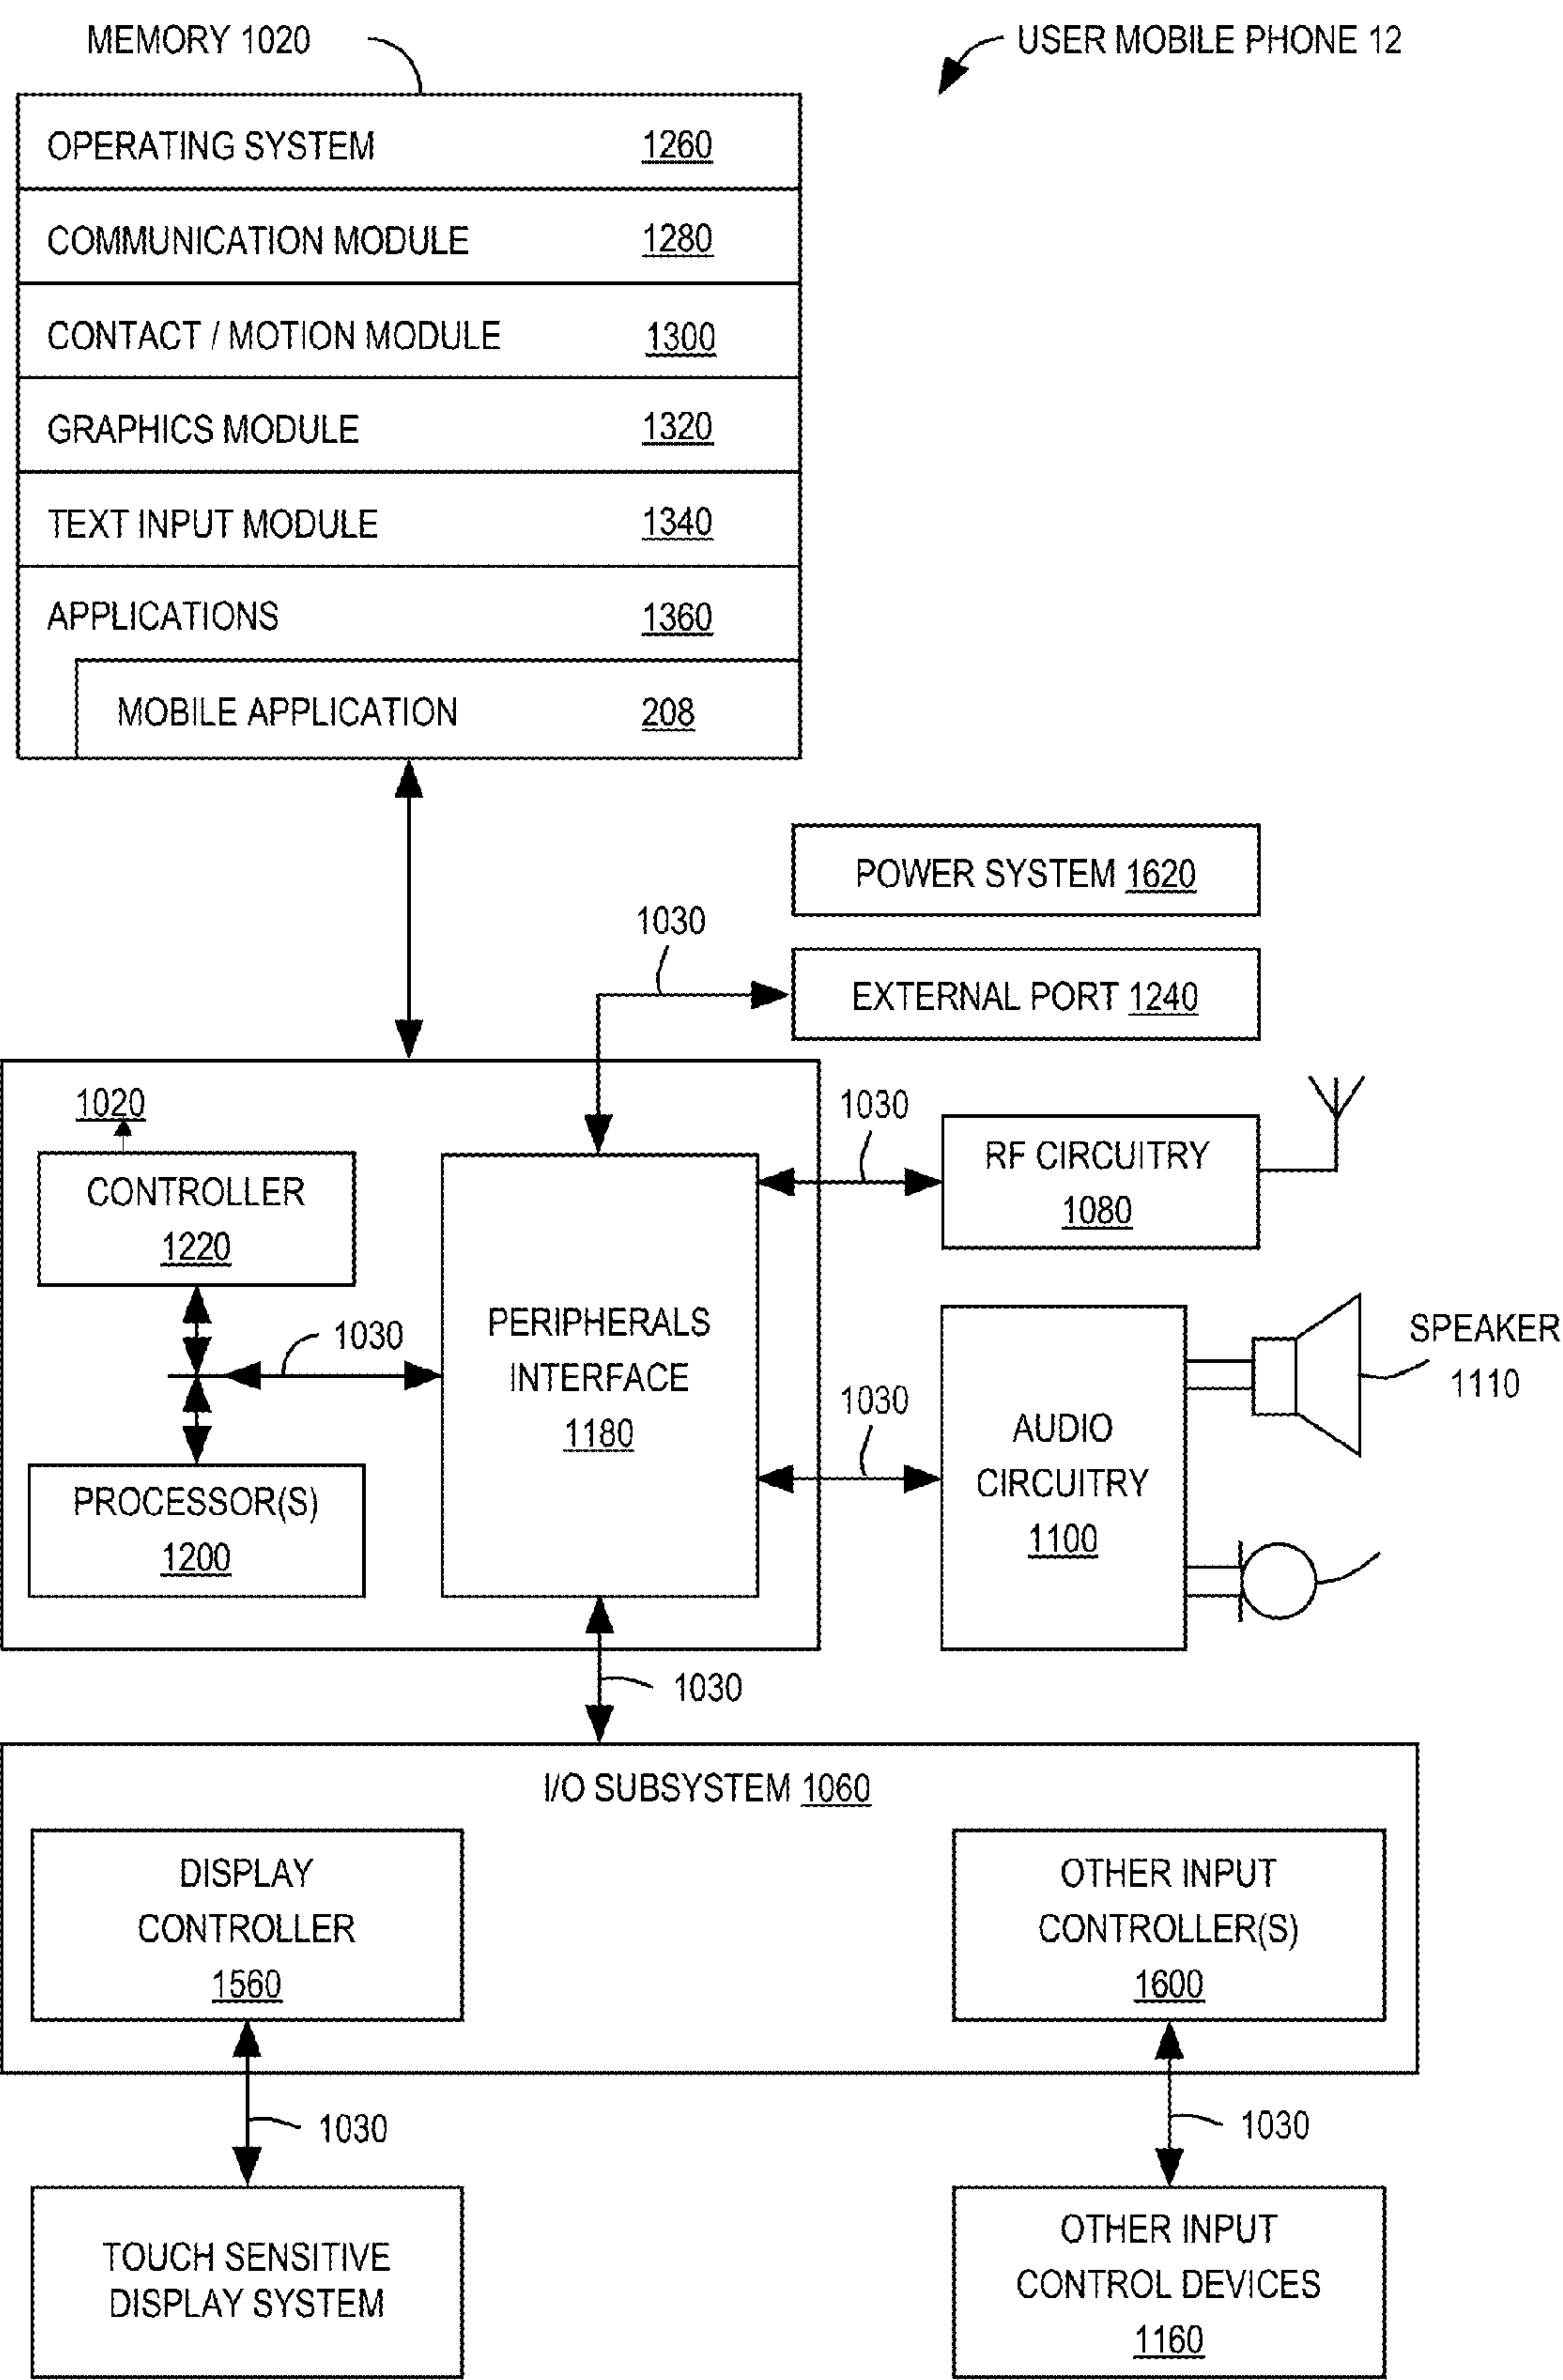 MEMORY 1020
USER MOBILE PHONE 12
OPERATING SYSTEM 1260
COMMUNICATION MODULE 1280
CONTACT / MOTION MODULE 1300
GRAPHICS MODULE 1320
TEXT INPUT MODULE 1340
APPLICATIONS 1360
MOBILE APPLICATION 208
POWER SYSTEM 1620
1030
EXTERNAL PORT 1240
1020
CONTROLLER
1220
1030
PROCESSOR(S)
1200
PERIPHERALS
INTERFACE
1180
1030
RF CIRCUITRY
1080
1030
AUDIO
CIRCUITRY
1100
SPEAKER
1110
1030
I/O SUBSYSTEM 1060
DISPLAY
CONTROLLER
1560
OTHER INPUT
CONTROLLER(S)
1600
1030
1030
TOUCH SENSITIVE
DISPLAY SYSTEM
OTHER INPUT
CONTROL DEVICES
1160